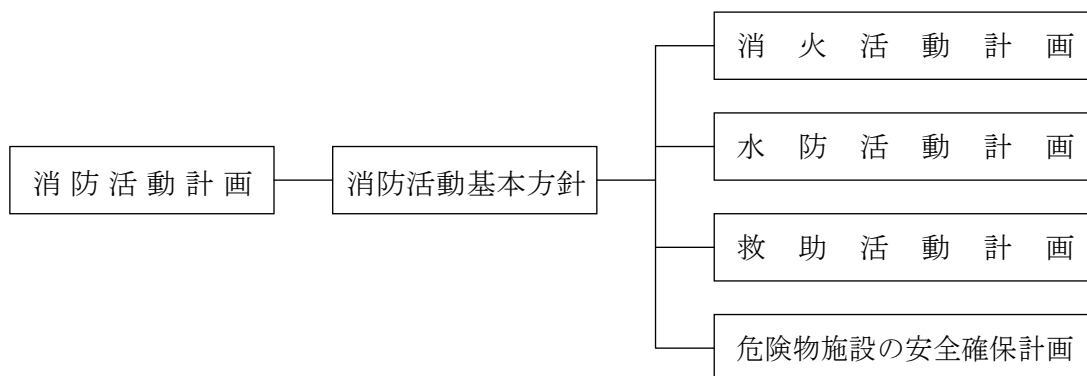 消防活動計画
消防活動基本方針
消火活動計画
水防活動計画
救助活動計画
危険物施設の安全確保計画